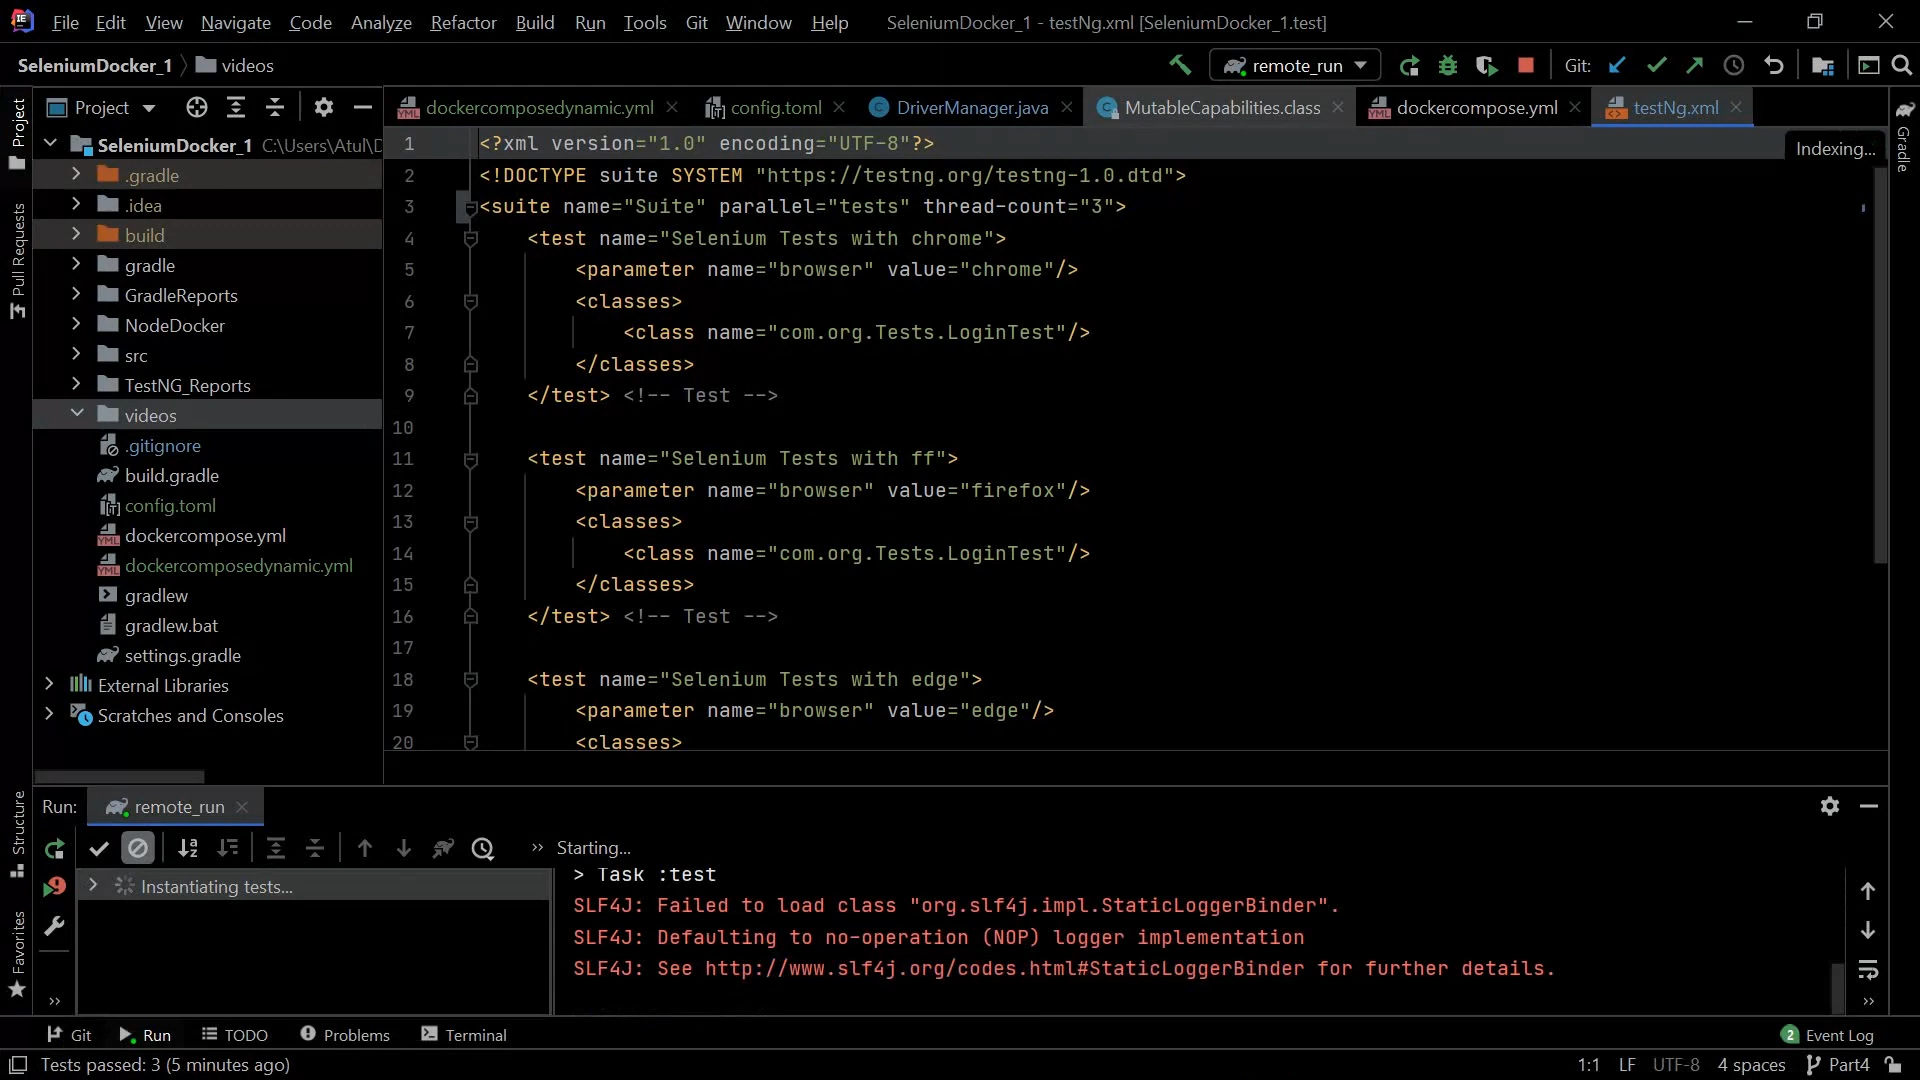 File Edit View Navigate Code Analyze Refactor Build Run Tools Git Window Help SeleniumDocker_1 - testNg.xml [SeleniumDocker_1.test]
SeleniumDocker_1 videos remote_run Git:
Project dockercomposedynamic.yml config.toml DriverManager.java MutableCapabilities.class dockercompose.yml testNg.xml
Project
Pull Requests
Structure
Favorites
Gradle
SeleniumDocker_1 C:\Users\Atul\D
.gradle
.idea
build
gradle
GradleReports
NodeDocker
src
TestNG_Reports
videos
.gitignore
build.gradle
config.toml
dockercompose.yml
dockercomposedynamic.yml
gradlew
gradlew.bat
settings.gradle
External Libraries
Scratches and Consoles
Indexing...
1 <?xml version="1.0" encoding="UTF-8"?>
2 <!DOCTYPE suite SYSTEM "https://testng.org/testng-1.0.dtd">
3 <suite name="Suite" parallel="tests" thread-count="3">
4 <test name="Selenium Tests with chrome">
5 <parameter name="browser" value="chrome"/>
6 <classes>
7 <class name="com.org.Tests.LoginTest"/>
8 </classes>
9 </test> <!-- Test -->
10
11 <test name="Selenium Tests with ff">
12 <parameter name="browser" value="firefox"/>
13 <classes>
14 <class name="com.org.Tests.LoginTest"/>
15 </classes>
16 </test> <!-- Test -->
17
18 <test name="Selenium Tests with edge">
19 <parameter name="browser" value="edge"/>
20 <classes>
Run: remote_run
Starting...
Instantiating tests...
> Task :test
SLF4J: Failed to load class "org.slf4j.impl.StaticLoggerBinder".
SLF4J: Defaulting to no-operation (NOP) logger implementation
SLF4J: See http://www.slf4j.org/codes.html#StaticLoggerBinder for further details.
Git Run TODO Problems Terminal 2 Event Log
Tests passed: 3 (5 minutes ago) 1:1 LF UTF-8 4 spaces Part4